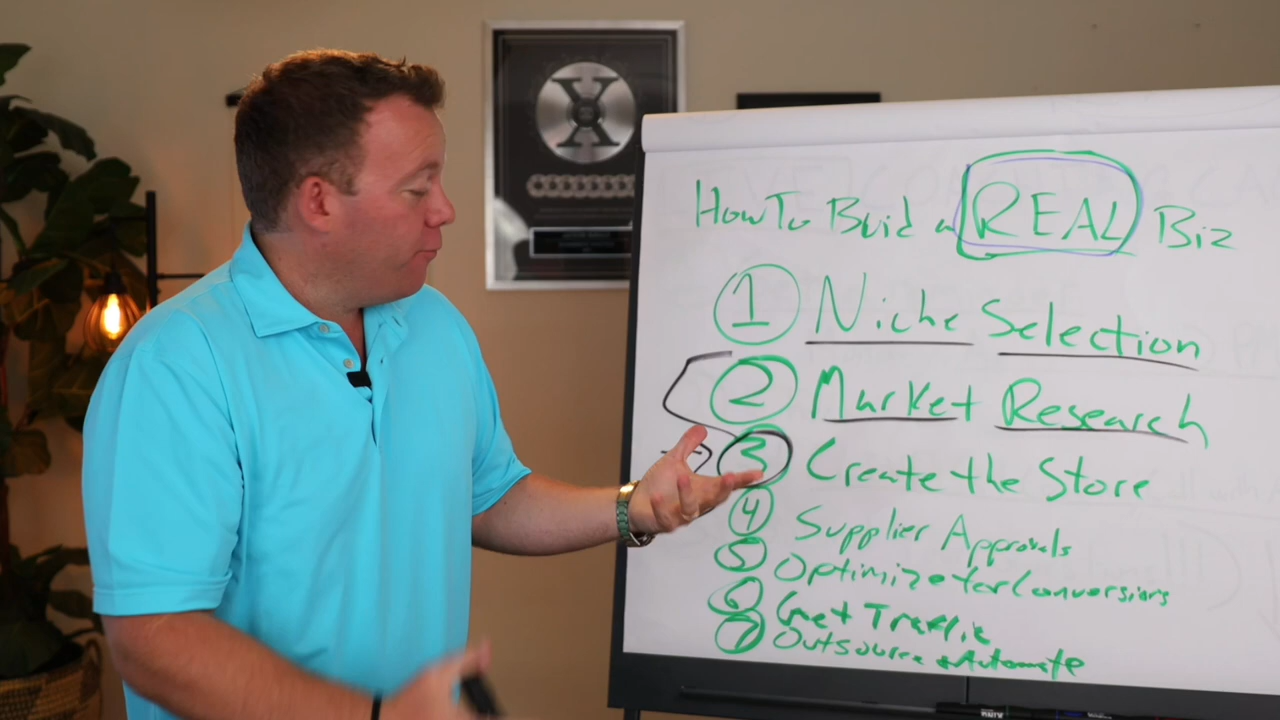 How To Build a REAL Biz
1 Niche Selection
2 Market Research
3 Create the Store
4 Supplier Approvals
5 Optimize for Conversions
6 Get Traffic
7 Outsource + Automate
X